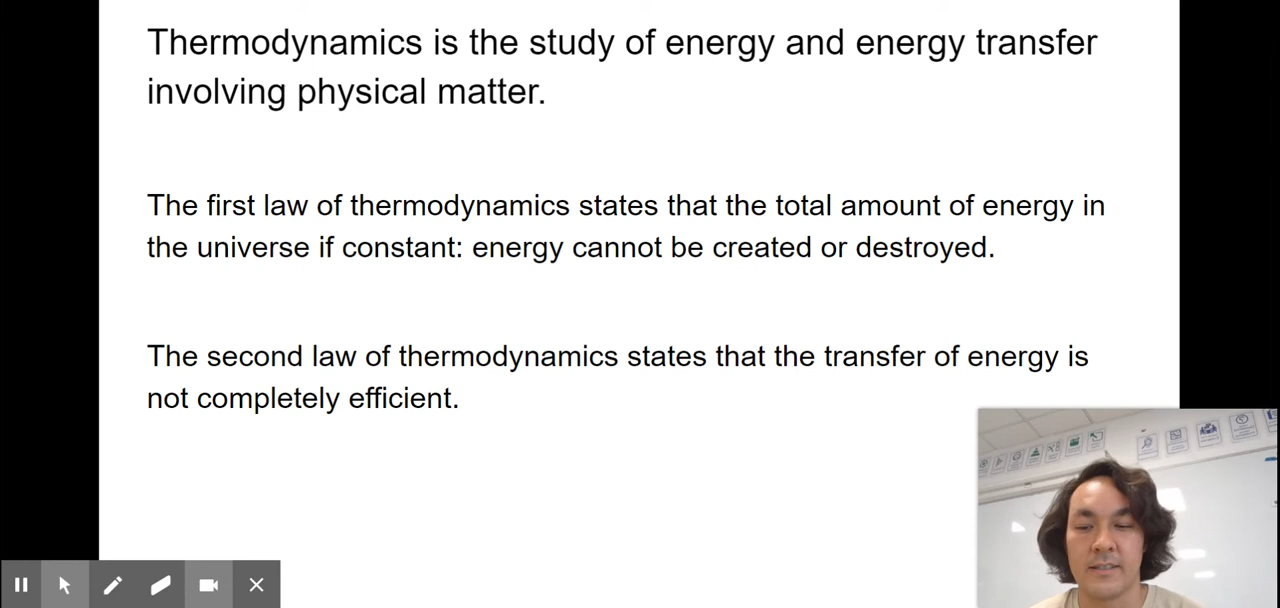 Thermodynamics is the study of energy and energy transfer
involving physical matter.
The first law of thermodynamics states that the total amount of energy in
the universe if constant: energy cannot be created or destroyed.
The second law of thermodynamics states that the transfer of energy is
not completely efficient.